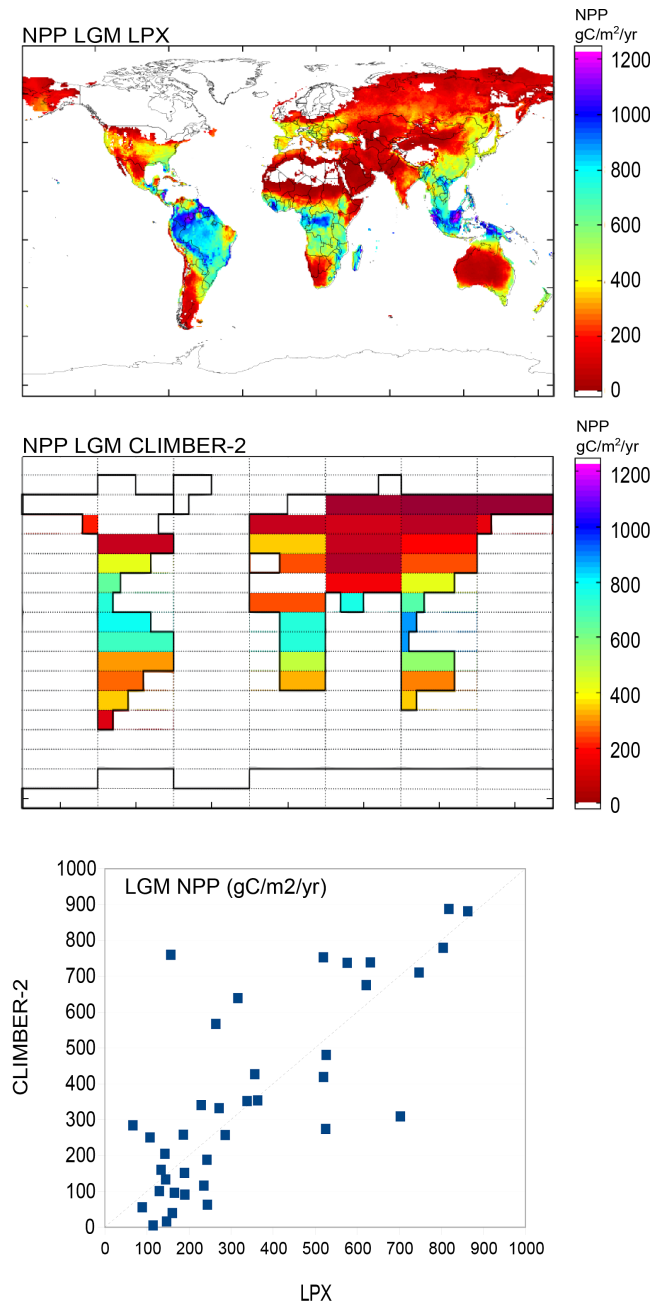 NPP LGM LPX
NPP
gC/m²/yr
1200
1000
800
600
400
200
0
NPP LGM CLIMBER-2
NPP
gC/m²/yr
1200
1000
800
600
400
200
0
LGM NPP (gC/m2/yr)
CLIMBER-2
1000
900
800
700
600
500
400
300
200
100
0
0 100 200 300 400 500 600 700 800 900 1000
LPX